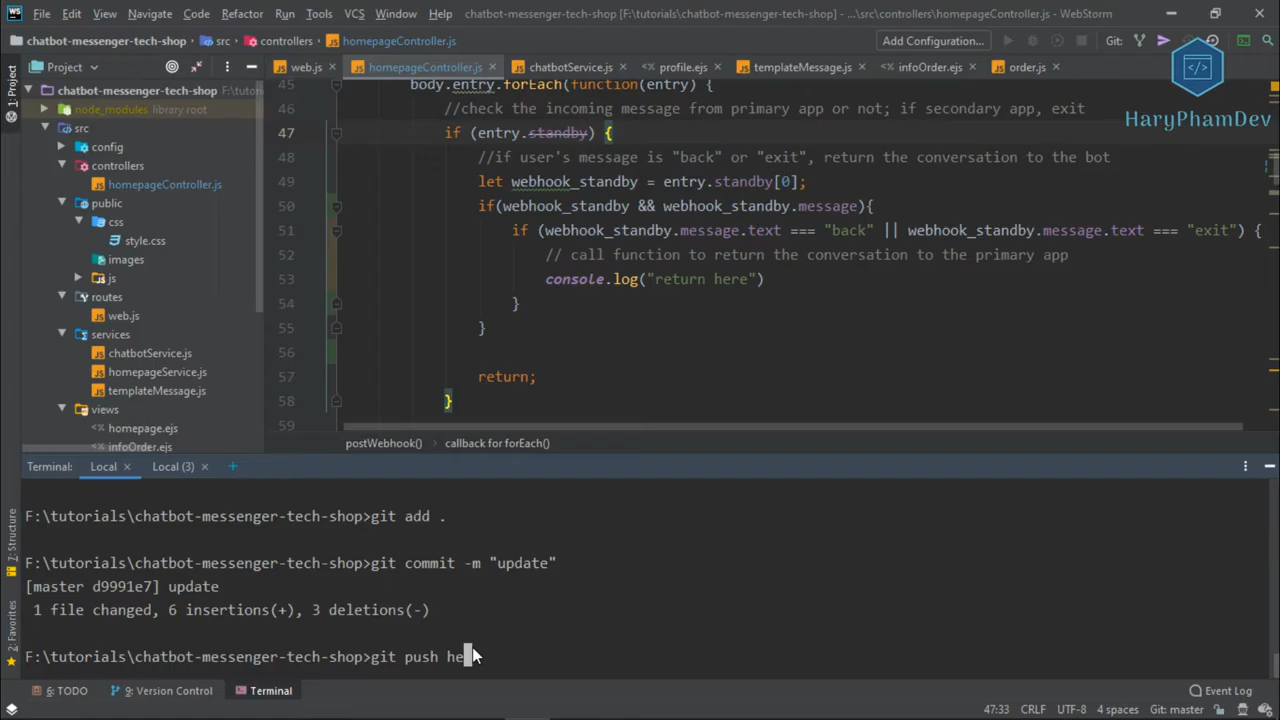 File Edit View Navigate Code Refactor Run Tools VCS Window Help chatbot-messenger-tech-shop [F:\tutorials\chatbot-messenger-tech-shop] - ...\src\controllers\homepageController.js - WebStorm
chatbot-messenger-tech-shop src controllers homepageController.js Add Configuration... Git:
Project web.js homepageController.js chatbotService.js profile.ejs templateMessage.js infoOrder.ejs order.js
HaryPhamDev
1: Project
chatbot-messenger-tech-shop F:\tutor
node_modules library root
src
config
controllers
homepageController.js
public
css
style.css
images
js
routes
web.js
services
chatbotService.js
homepageService.js
templateMessage.js
views
homepage.ejs
infoOrder.ejs
45 body.entry.forEach(function(entry) {
46 //check the incoming message from primary app or not; if secondary app, exit
47 if (entry.standby) {
48 //if user's message is "back" or "exit", return the conversation to the bot
49 let webhook_standby = entry.standby[0];
50 if(webhook_standby && webhook_standby.message){
51 if (webhook_standby.message.text === "back" || webhook_standby.message.text === "exit") {
52 // call function to return the conversation to the primary app
53 console.log("return here")
54 }
55 }
56
57 return;
58 }
59
postWebhook() callback for forEach()
Terminal: Local Local (3)
F:\tutorials\chatbot-messenger-tech-shop>git add .
F:\tutorials\chatbot-messenger-tech-shop>git commit -m "update"
[master d9991e7] update
1 file changed, 6 insertions(+), 3 deletions(-)
F:\tutorials\chatbot-messenger-tech-shop>git push he
7: Structure
2: Favorites
6: TODO 9: Version Control Terminal Event Log
47:33 CRLF UTF-8 4 spaces Git: master